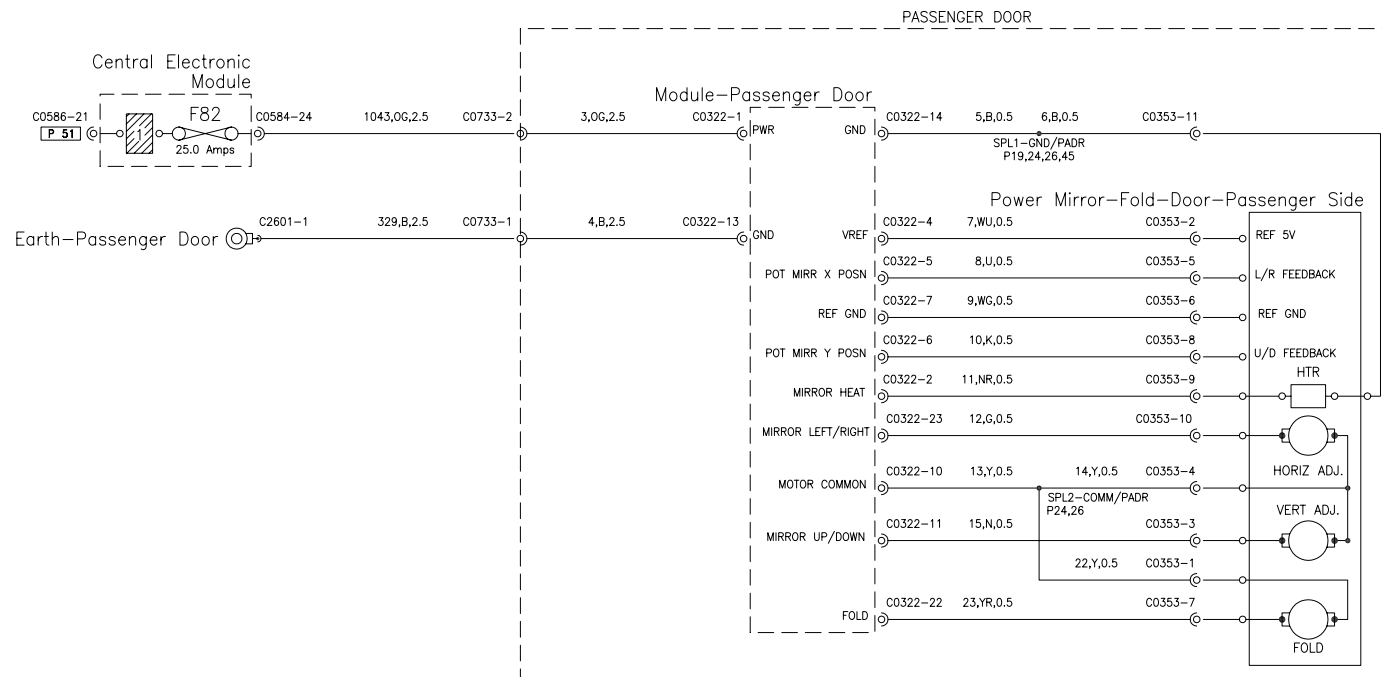 PASSENGER DOOR
Central Electronic
Module
Module-Passenger Door
C0586-21
F82
C0584-24
1043,OG,2.5
C0733-2
3,OG,2.5
C0322-1
PWR
GND
C0322-14
5,B,0.5
6,B,0.5
C0353-11
P 51
1
25.0 Amps
SPL1-GND/PADR
P19,24,26,45
Power Mirror-Fold-Door-Passenger Side
Earth-Passenger Door
C2601-1
329,B,2.5
C0733-1
4,B,2.5
C0322-13
GND
VREF
C0322-4
7,WU,0.5
C0353-2
REF 5V
POT MIRR X POSN
C0322-5
8,U,0.5
C0353-5
L/R FEEDBACK
REF GND
C0322-7
9,WG,0.5
C0353-6
REF GND
POT MIRR Y POSN
C0322-6
10,K,0.5
C0353-8
U/D FEEDBACK
HTR
MIRROR HEAT
C0322-2
11,NR,0.5
C0353-9
MIRROR LEFT/RIGHT
C0322-23
12,G,0.5
C0353-10
HORIZ ADJ.
MOTOR COMMON
C0322-10
13,Y,0.5
14,Y,0.5
C0353-4
SPL2-COMM/PADR
P24,26
VERT ADJ.
MIRROR UP/DOWN
C0322-11
15,N,0.5
C0353-3
22,Y,0.5
C0353-1
FOLD
C0322-22
23,YR,0.5
C0353-7
FOLD